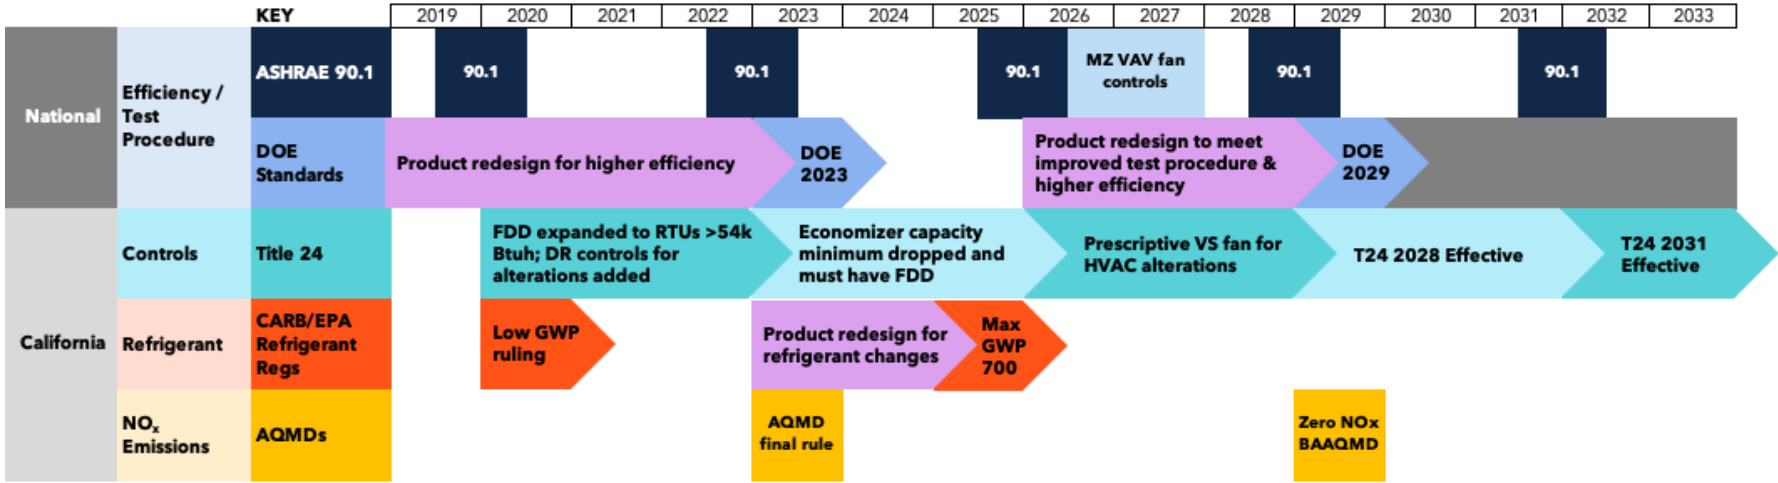 KEY 2019 2020 2021 2022 2023 2024 2025 2026 2027 2028 2029 2030 2031 2032 2033
National
Efficiency /
Test
Procedure
ASHRAE 90.1
90.1
90.1
90.1
MZ VAV fan
controls
90.1
90.1
DOE
Standards
Product redesign for higher efficiency
DOE
2023
Product redesign to meet
improved test procedure &
higher efficiency
DOE
2029
California
Controls
Title 24
FDD expanded to RTUs >54k
Btuh; DR controls for
alterations added
Economizer capacity
minimum dropped and
must have FDD
Prescriptive VS fan for
HVAC alterations
T24 2028 Effective
T24 2031
Effective
Refrigerant
CARB/EPA
Refrigerant
Regs
Low GWP
ruling
Product redesign for
refrigerant changes
Max
GWP
700
NOx
Emissions
AQMDs
AQMD
final rule
Zero NOx
BAAQMD